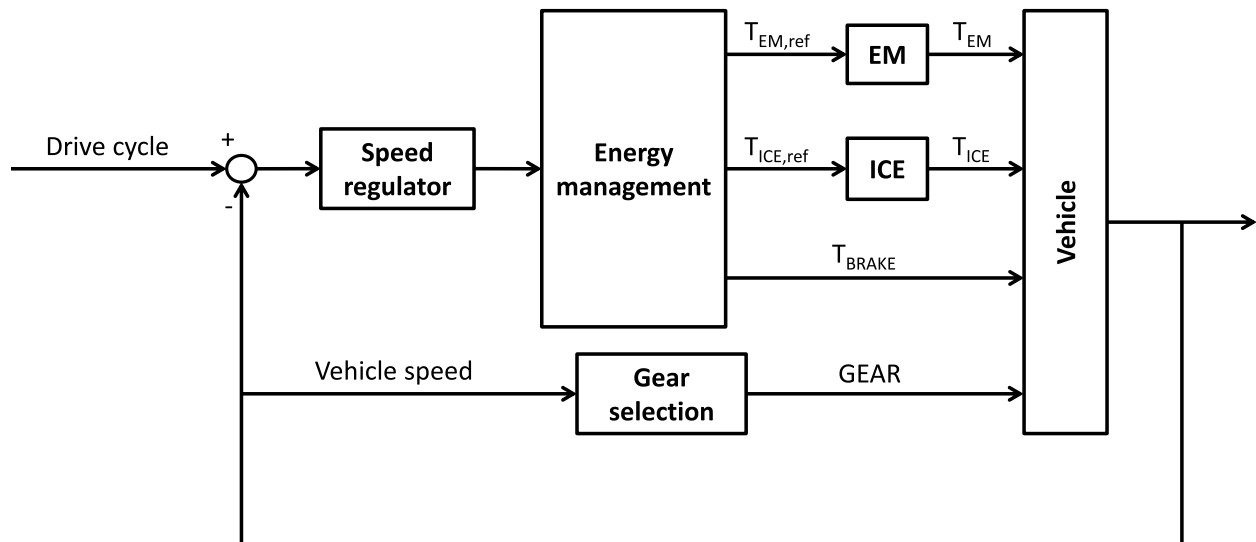 T_EM,ref
EM
T_EM
Drive cycle
+
-
Speed
regulator
Energy
management
T_ICE,ref
ICE
T_ICE
T_BRAKE
Vehicle
Vehicle speed
Gear
selection
GEAR